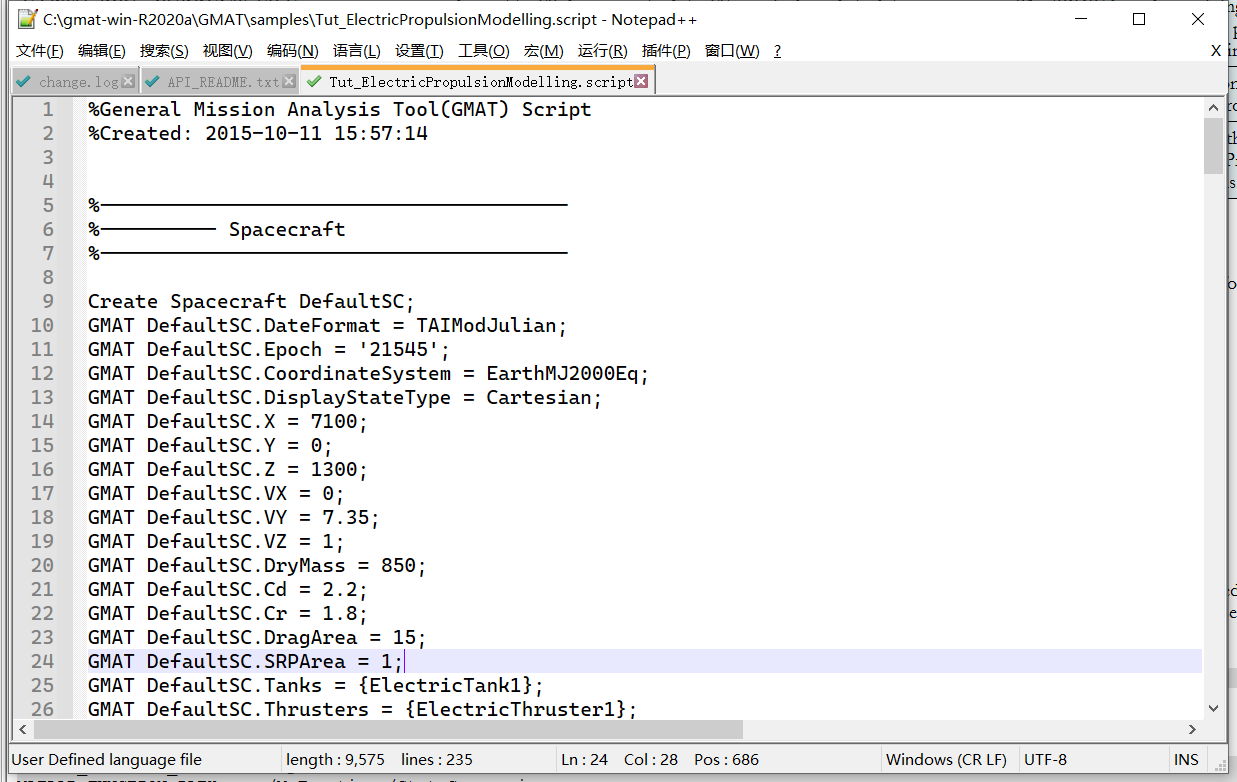 C:\gmat-win-R2020a\GMAT\samples\Tut_ElectricPropulsionModelling.script - Notepad++
文件(F) 编辑(E) 搜索(S) 视图(V) 编码(N) 语言(L) 设置(T) 工具(O) 宏(M) 运行(R) 插件(P) 窗口(W) ? X
change.log API_README.txt Tut_ElectricPropulsionModelling.script
1 %General Mission Analysis Tool(GMAT) Script
2 %Created: 2015-10-11 15:57:14
3
4
5 %----------------------------------------
6 %---------- Spacecraft
7 %----------------------------------------
8
9 Create Spacecraft DefaultSC;
10 GMAT DefaultSC.DateFormat = TAIModJulian;
11 GMAT DefaultSC.Epoch = '21545';
12 GMAT DefaultSC.CoordinateSystem = EarthMJ2000Eq;
13 GMAT DefaultSC.DisplayStateType = Cartesian;
14 GMAT DefaultSC.X = 7100;
15 GMAT DefaultSC.Y = 0;
16 GMAT DefaultSC.Z = 1300;
17 GMAT DefaultSC.VX = 0;
18 GMAT DefaultSC.VY = 7.35;
19 GMAT DefaultSC.VZ = 1;
20 GMAT DefaultSC.DryMass = 850;
21 GMAT DefaultSC.Cd = 2.2;
22 GMAT DefaultSC.Cr = 1.8;
23 GMAT DefaultSC.DragArea = 15;
24 GMAT DefaultSC.SRPArea = 1;
25 GMAT DefaultSC.Tanks = {ElectricTank1};
26 GMAT DefaultSC.Thrusters = {ElectricThruster1};
User Defined language file length : 9,575 lines : 235 Ln : 24 Col : 28 Pos : 686 Windows (CR LF) UTF-8 INS